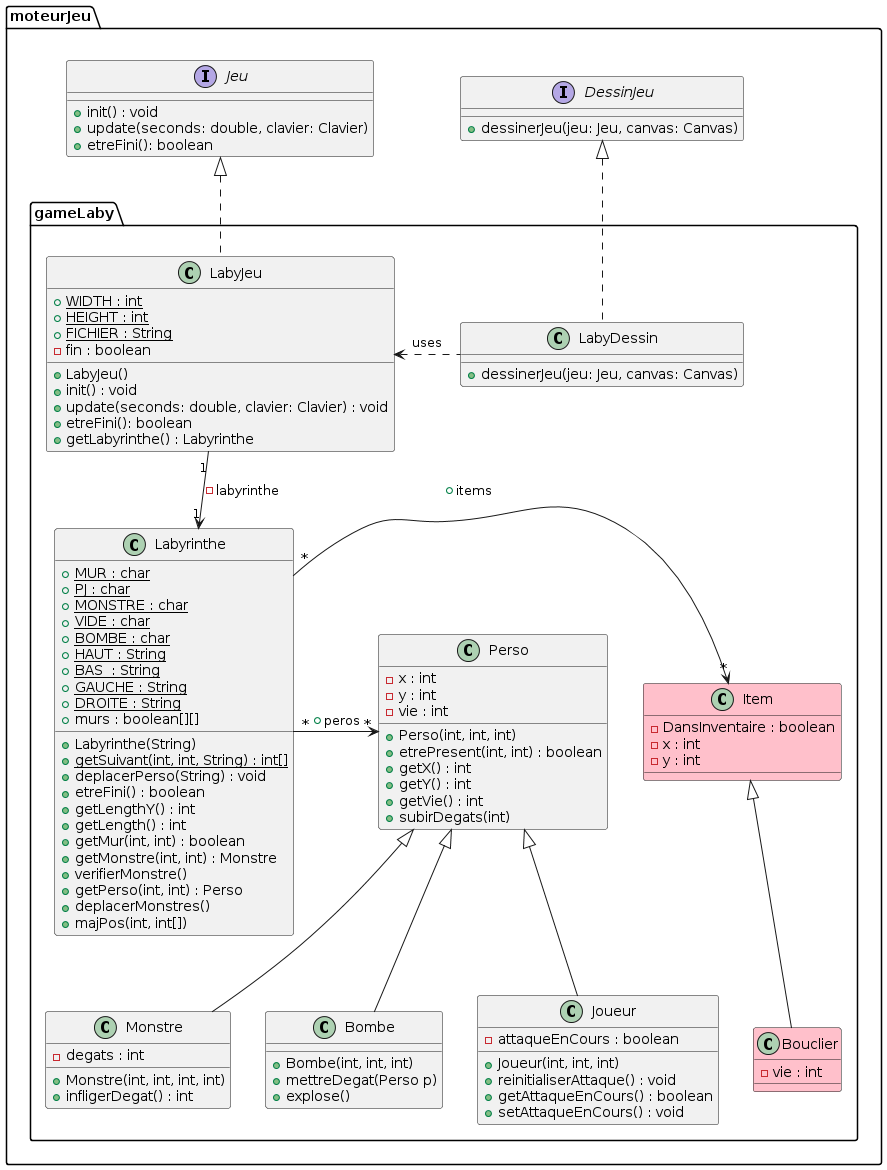 moteurJeu
Jeu
init() : void
update(seconds: double, clavier: Clavier)
etreFini(): boolean
DessinJeu
dessinerJeu(jeu: Jeu, canvas: Canvas)
gameLaby
LabyJeu
WIDTH : int
HEIGHT : int
FICHIER : String
fin : boolean
LabyJeu()
init() : void
update(seconds: double, clavier: Clavier) : void
etreFini(): boolean
getLabyrinthe() : Labyrinthe
uses
LabyDessin
dessinerJeu(jeu: Jeu, canvas: Canvas)
1
labyrinthe
1
items
*
*
Labyrinthe
MUR : char
PJ : char
MONSTRE : char
VIDE : char
BOMBE : char
HAUT : String
BAS : String
GAUCHE : String
DROITE : String
murs : boolean[][]
Labyrinthe(String)
getSuivant(int, int, String) : int[]
deplacerPerso(String) : void
etreFini() : boolean
getLengthY() : int
getLength() : int
getMur(int, int) : boolean
getMonstre(int, int) : Monstre
verifierMonstre()
getPerso(int, int) : Perso
deplacerMonstres()
majPos(int, int[])
* peros *
Perso
x : int
y : int
vie : int
Perso(int, int, int)
etrePresent(int, int) : boolean
getX() : int
getY() : int
getVie() : int
subirDegats(int)
Item
DansInventaire : boolean
x : int
y : int
Monstre
degats : int
Monstre(int, int, int, int)
infligerDegat() : int
Bombe
Bombe(int, int, int)
mettreDegat(Perso p)
explose()
Joueur
attaqueEnCours : boolean
Joueur(int, int, int)
reinitialiserAttaque() : void
getAttaqueEnCours() : boolean
setAttaqueEnCours() : void
Bouclier
vie : int